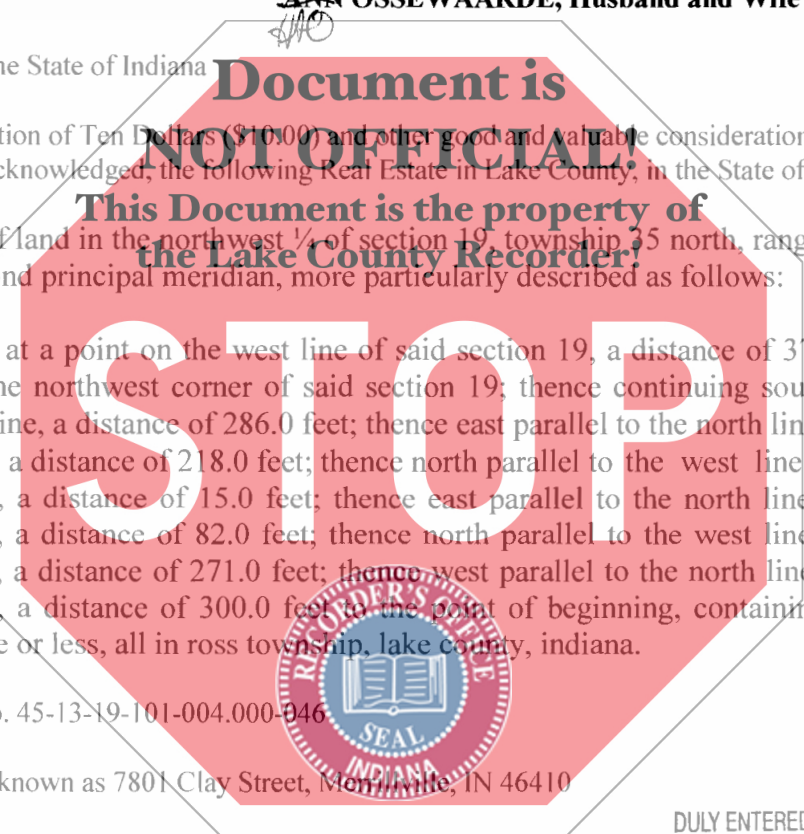 ANN OSSEWAARDE, Husband and Wife
he State of Indiana
Document is
tion of Ten Dollars ($10.00) and other good and valuable consideration
NOT OFFICIAL!
cknowledged, the following Real Estate in Lake County, in the State of
This Document is the property of
f land in the northwest ¼ of section 19, township 35 north, rang
the Lake County Recorder!
nd principal meridian, more particularly described as follows:
at a point on the west line of said section 19, a distance of 37
he northwest corner of said section 19; thence continuing sou
ine, a distance of 286.0 feet; thence east parallel to the north lin
a distance of 218.0 feet; thence north parallel to the west line
, a distance of 15.0 feet; thence east parallel to the north line
, a distance of 82.0 feet; thence north parallel to the west line
, a distance of 271.0 feet; thence west parallel to the north line
, a distance of 300.0 feet to the point of beginning, containin
e or less, all in ross township, lake county, indiana.
STOP
RECORDER'S OFFICE
SEAL
INDIANA
. 45-13-19-101-004.000-046
known as 7801 Clay Street, Merrillville, IN 46410
DULY ENTERED